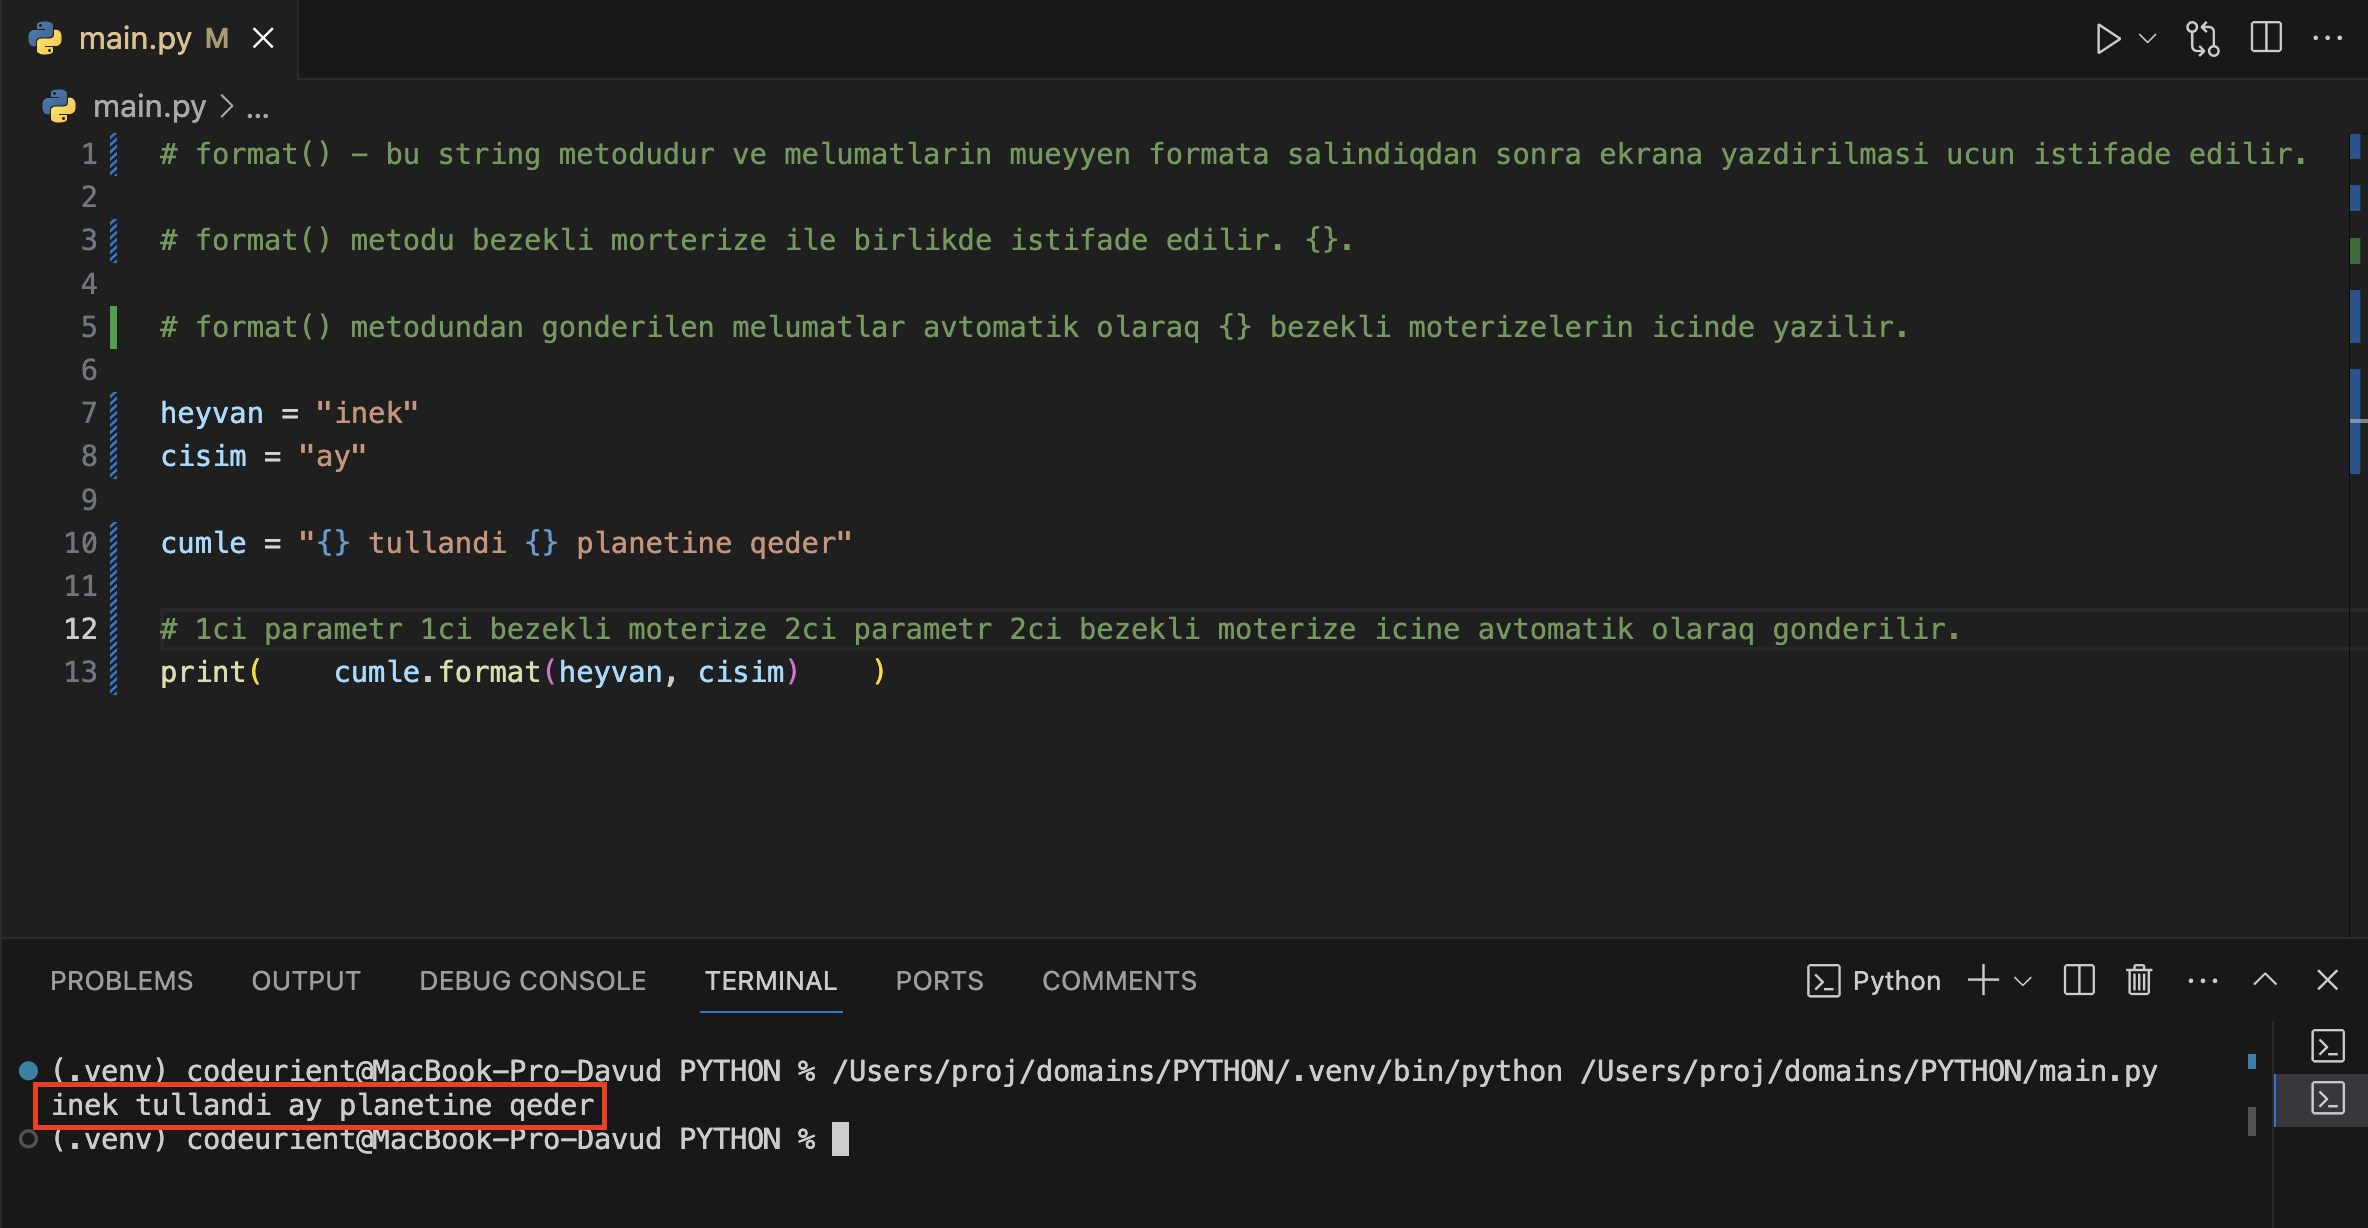 main.py M
main.py > ...
1 # format() – bu string metodudur ve melumatlarin mueyyen formata salindiqdan sonra ekrana yazdirilmasi ucun istifade edilir.
2
3 # format() metodu bezekli morterize ile birlikde istifade edilir. {}.
4
5 # format() metodundan gonderilen melumatlar avtomatik olaraq {} bezekli moterizelerin icinde yazilir.
6
7 heyvan = "inek"
8 cisim = "ay"
9
10 cumle = "{} tullandi {} planetine qeder"
11
12 # 1ci parametr 1ci bezekli moterize 2ci parametr 2ci bezekli moterize icine avtomatik olaraq gonderilir.
13 print(    cumle.format(heyvan, cisim)    )
PROBLEMS OUTPUT DEBUG CONSOLE TERMINAL PORTS COMMENTS Python
(.venv) codeurient@MacBook-Pro-Davud PYTHON % /Users/proj/domains/PYTHON/.venv/bin/python /Users/proj/domains/PYTHON/main.py
inek tullandi ay planetine qeder
(.venv) codeurient@MacBook-Pro-Davud PYTHON %